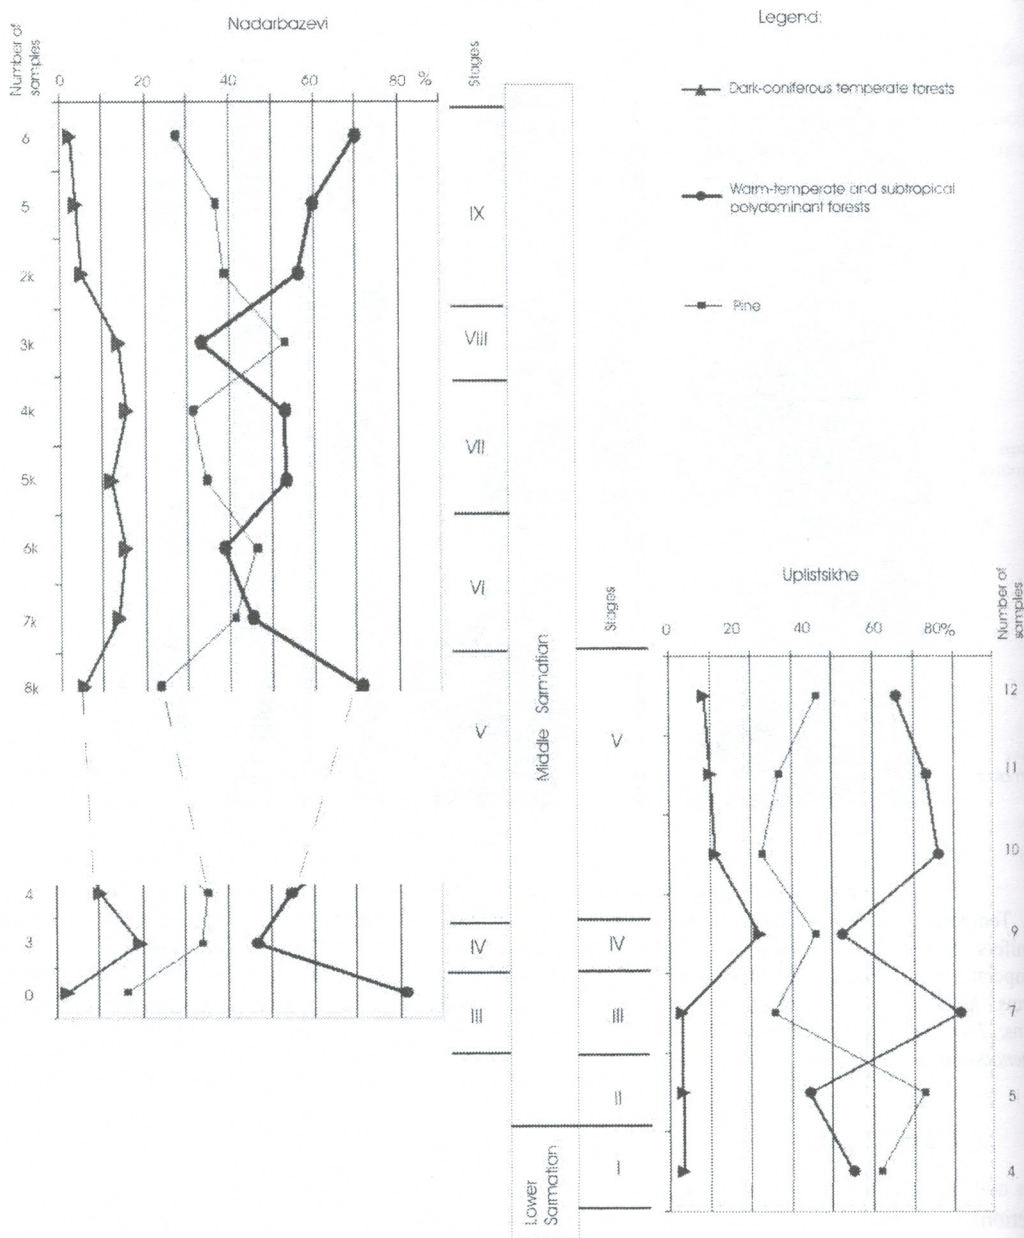 Nadarbazevi
Number of
samples
0 20 40 60 80 %
Stages
6
5
2k
3k
4k
5k
6k
7k
8k
4
3
0
IX
VIII
VII
VI
V
IV
III
Middle Sarmatian
Lower
Sarmatian
Legend:
Dark-coniferous temperate forests
Warm-temperate and subtropical
polydominant forests
Pine
Uplistsikhe
Stages
0 20 40 60 80%
Number of
samples
V
IV
III
II
I
12
11
10
9
7
5
4